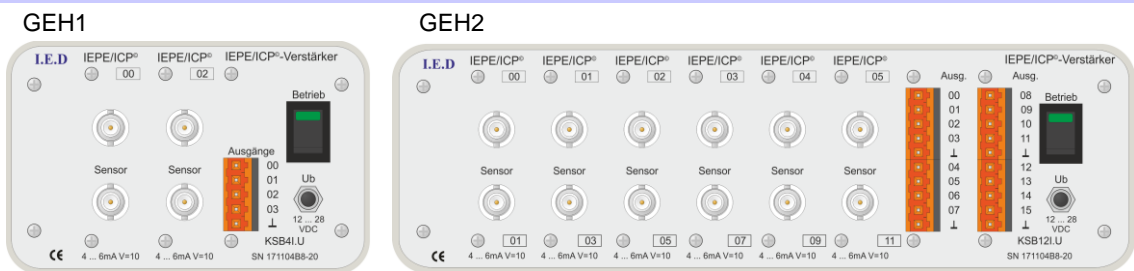 GEH1
I.E.D IEPE/ICP® IEPE/ICP® IEPE/ICP®-Verstärker
00 02
Betrieb
Ausgänge
Sensor Sensor 00
01 Ub
02
03
⊥ 12 ... 28
VDC
01 03 KSB4I.U
CE 4 ... 6mA V=10 4 ... 6mA V=10 SN 171104B8-20
GEH2
I.E.D IEPE/ICP® IEPE/ICP® IEPE/ICP® IEPE/ICP® IEPE/ICP® IEPE/ICP® IEPE/ICP®-Verstärker
00 01 02 03 04 05 Ausg. Ausg.
00 08 Betrieb
01 09
02 10
03 11
⊥ ⊥
Sensor Sensor Sensor Sensor Sensor Sensor 04 12
05 13 Ub
06 14
07 15
⊥ ⊥ 12 ... 28
VDC
01 03 05 07 09 11 KSB12I.U
CE 4 ... 6mA V=10 4 ... 6mA V=10 4 ... 6mA V=10 4 ... 6mA V=10 4 ... 6mA V=10 4 ... 6mA V=10 SN 171104B8-20